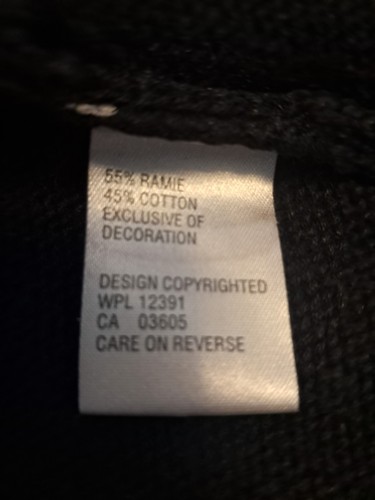 55% RAMIE
45% COTTON
EXCLUSIVE OF
DECORATION
DESIGN COPYRIGHTED
WPL 12391
CA 03605
CARE ON REVERSE